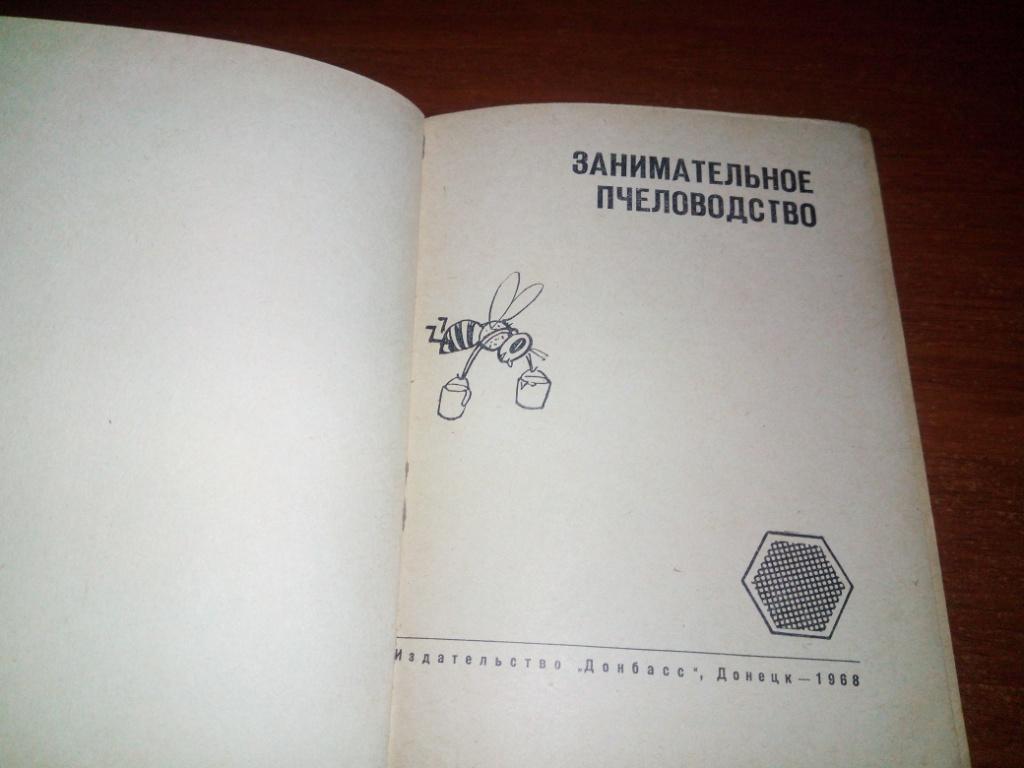 ЗАНИМАТЕЛЬНОЕ
ПЧЕЛОВОДСТВО
Издательство „Донбасс“, Донецк — 1968